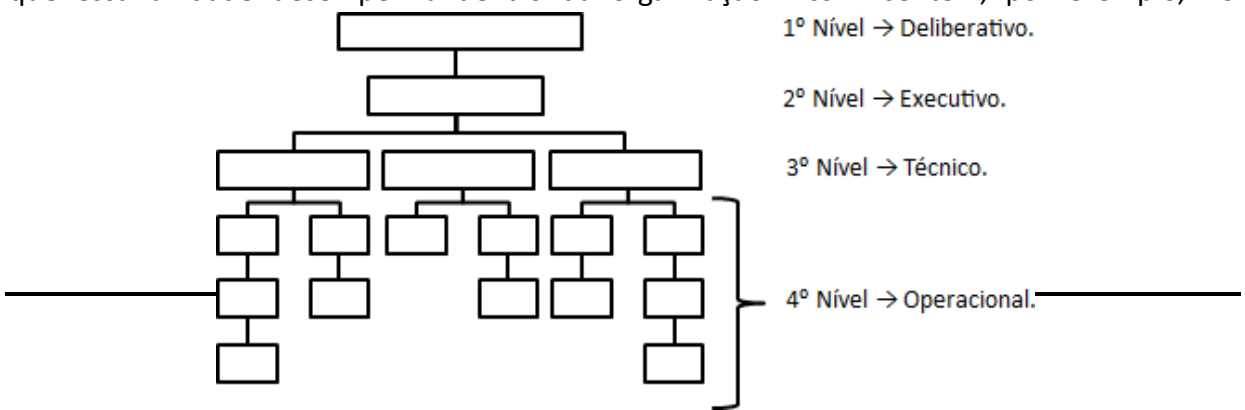 1º Nível → Deliberativo.
2º Nível → Executivo.
3º Nível → Técnico.
4º Nível → Operacional.